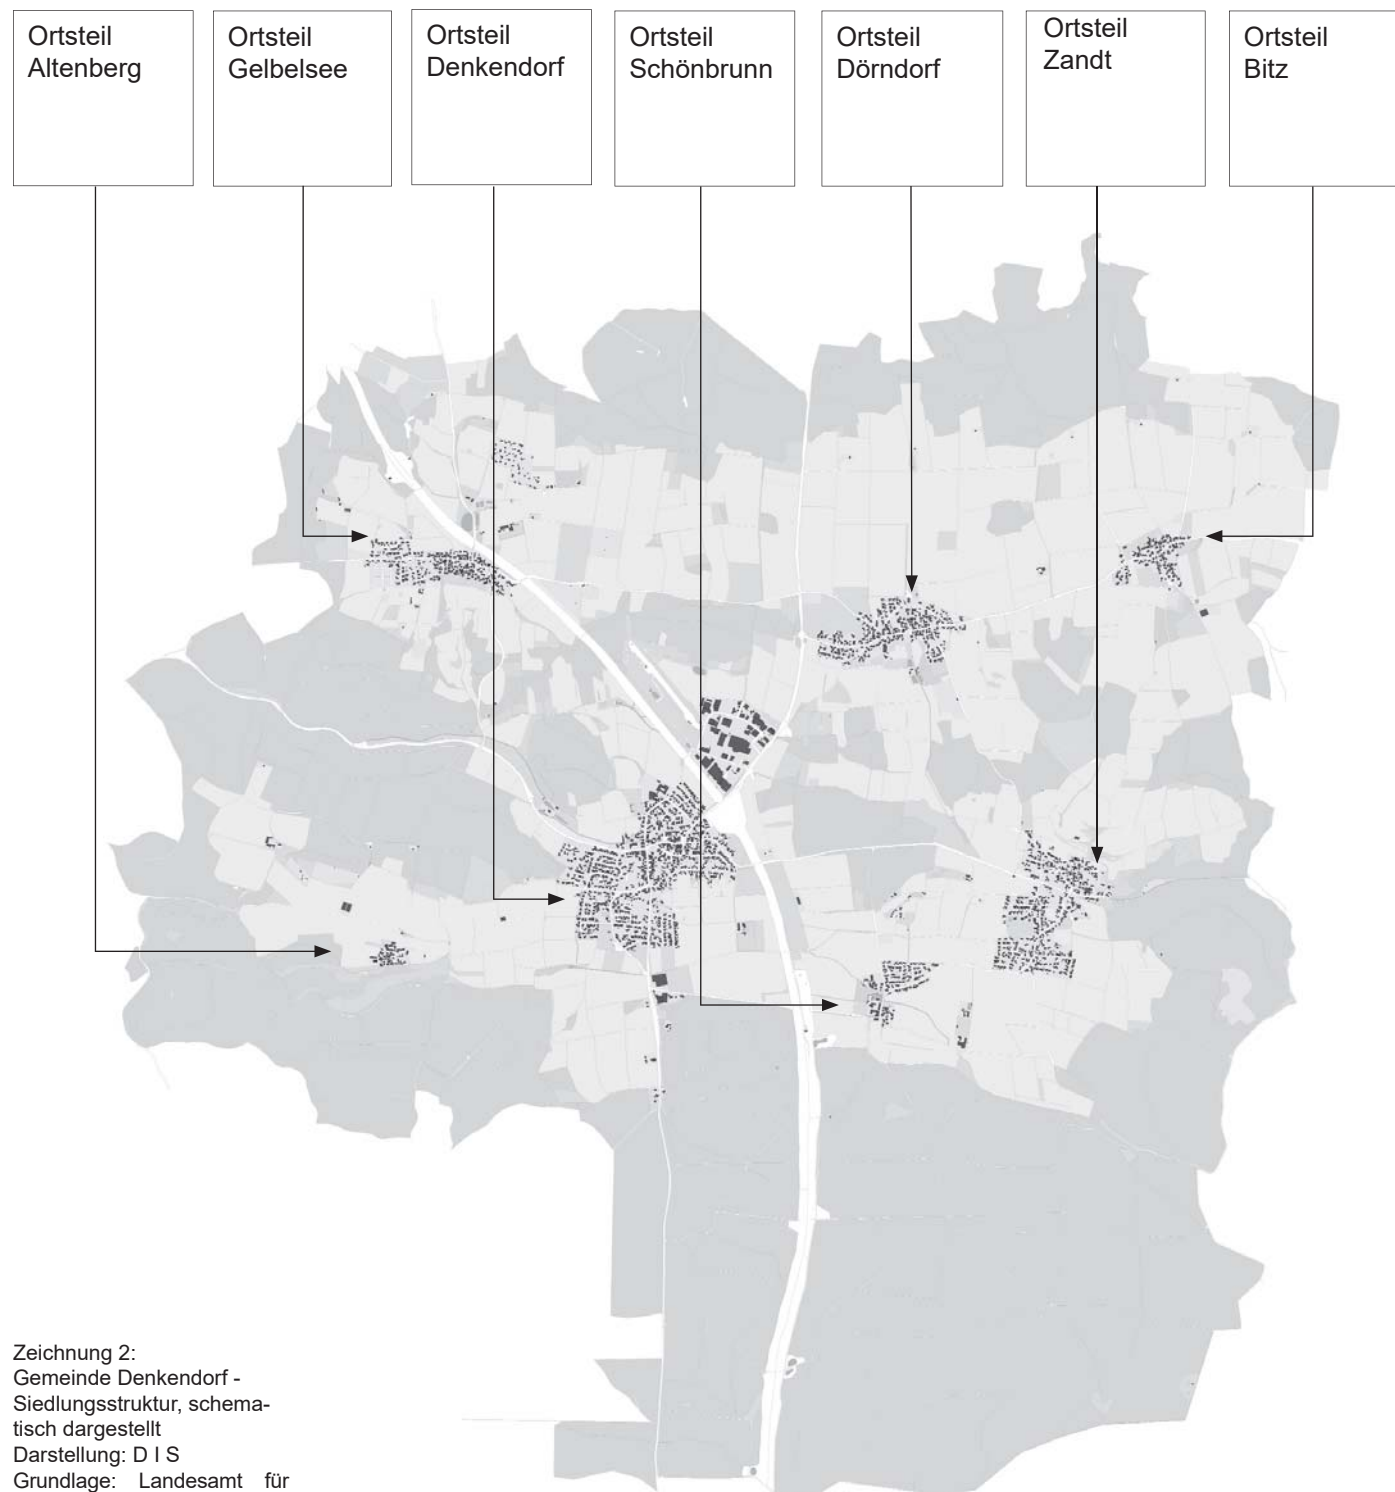 Ortsteil
Altenberg
Ortsteil
Gelbelsee
Ortsteil
Denkendorf
Ortsteil
Schönbrunn
Ortsteil
Dörndorf
Ortsteil
Zandt
Ortsteil
Bitz
Zeichnung 2:
Gemeinde Denkendorf -
Siedlungsstruktur, schema-
tisch dargestellt
Darstellung: D I S
Grundlage: Landesamt für